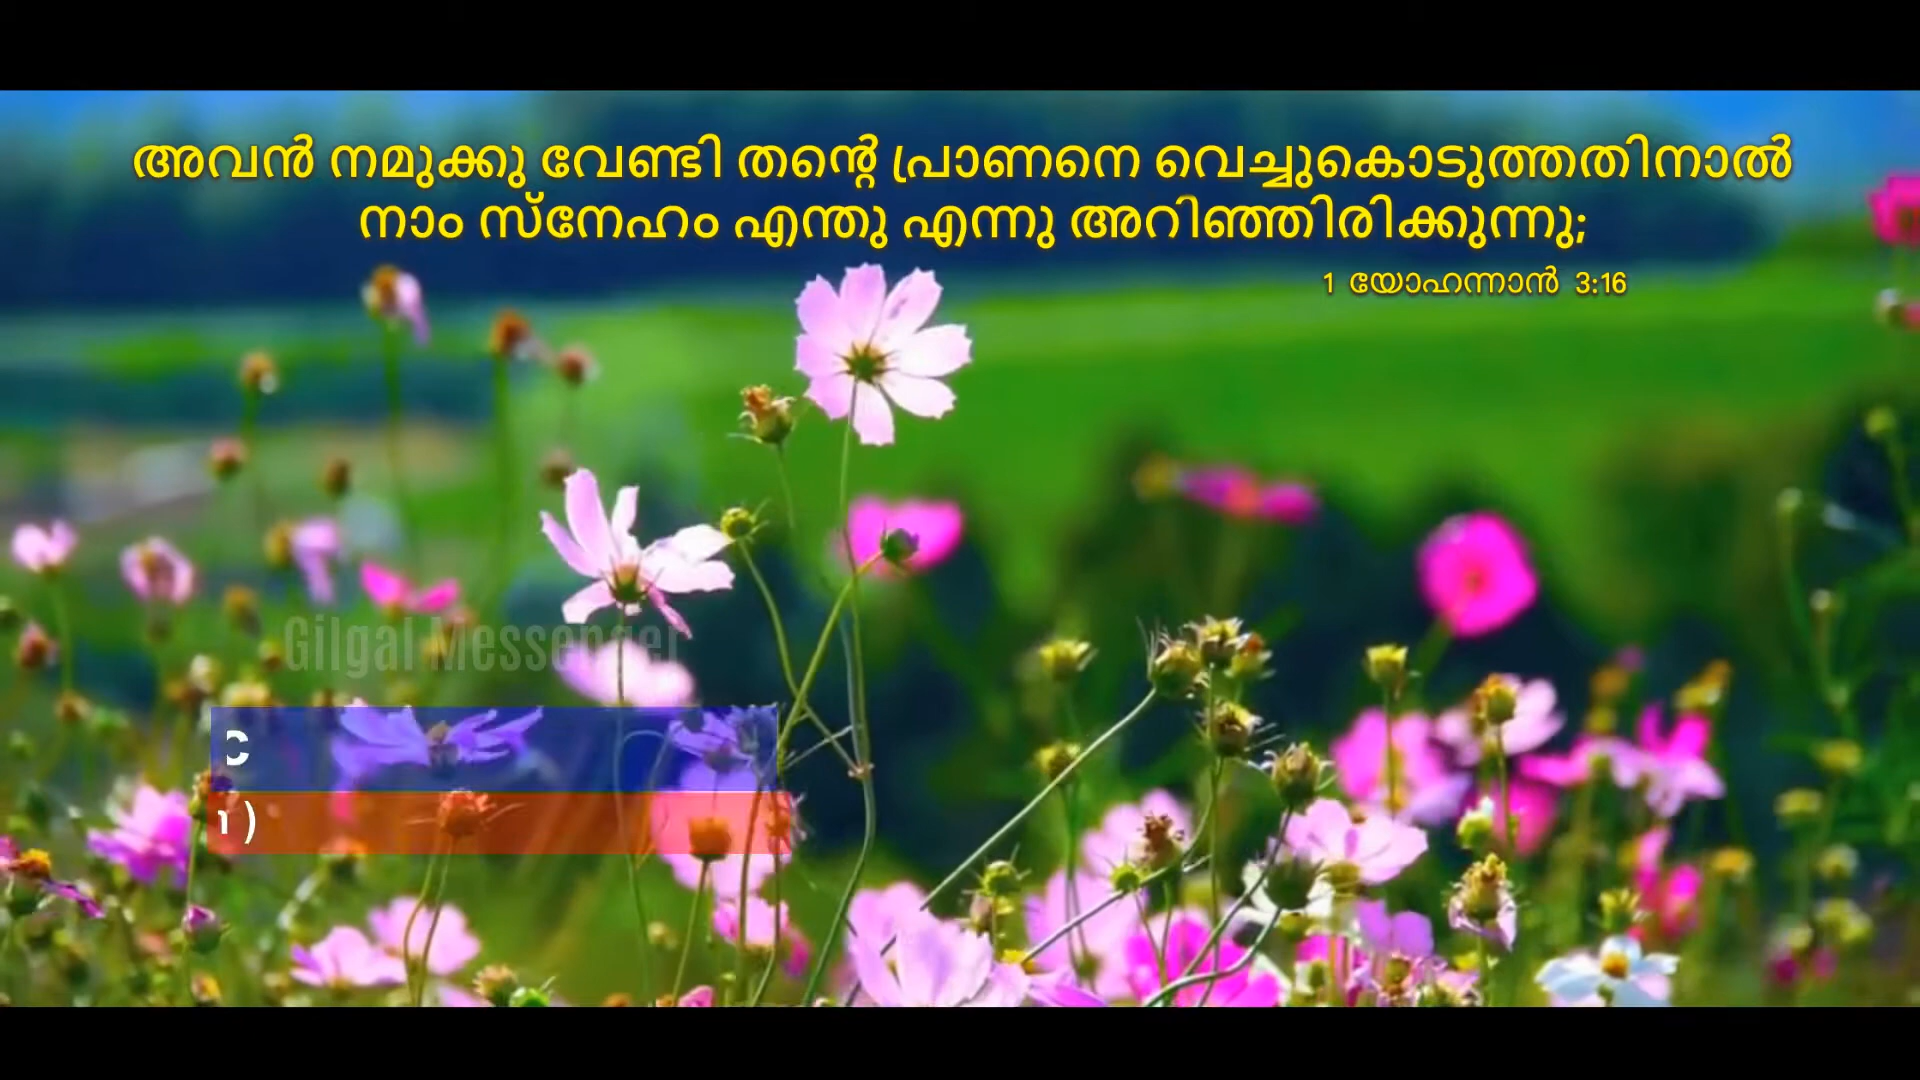 അവൻ നമുക്കു വേണ്ടി തന്റെ പ്രാണനെ വെച്ചുകൊടുത്തതിനാൽ
നാം സ്നേഹം എന്തു എന്നു അറിഞ്ഞിരിക്കുന്നു;
1 യോഹന്നാൻ 3:16
Gilgal Messenger